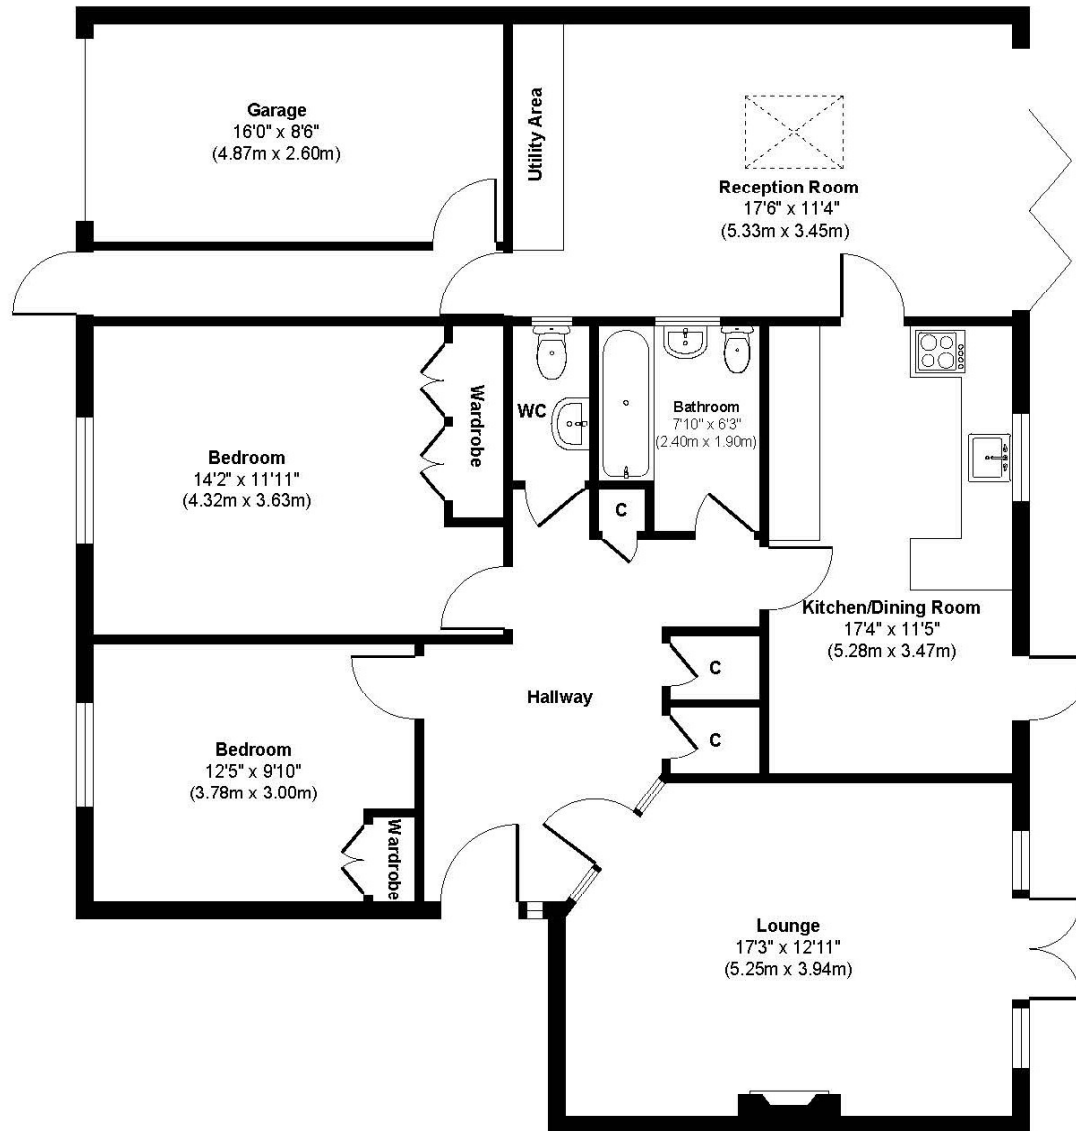 Garage
16'0" x 8'6"
(4.87m x 2.60m)
Utility Area
Reception Room
17'6" x 11'4"
(5.33m x 3.45m)
Bedroom
14'2" x 11'11"
(4.32m x 3.63m)
Wardrobe
WC
Bathroom
7'10" x 6'3"
(2.40m x 1.90m)
C
Kitchen/Dining Room
17'4" x 11'5"
(5.28m x 3.47m)
C
Hallway
C
Bedroom
12'5" x 9'10"
(3.78m x 3.00m)
Wardrobe
Lounge
17'3" x 12'11"
(5.25m x 3.94m)